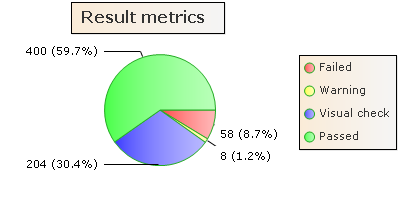 Result metrics
400 (59.7%)
58 (8.7%)
8 (1.2%)
204 (30.4%)
Failed
Warning
Visual check
Passed